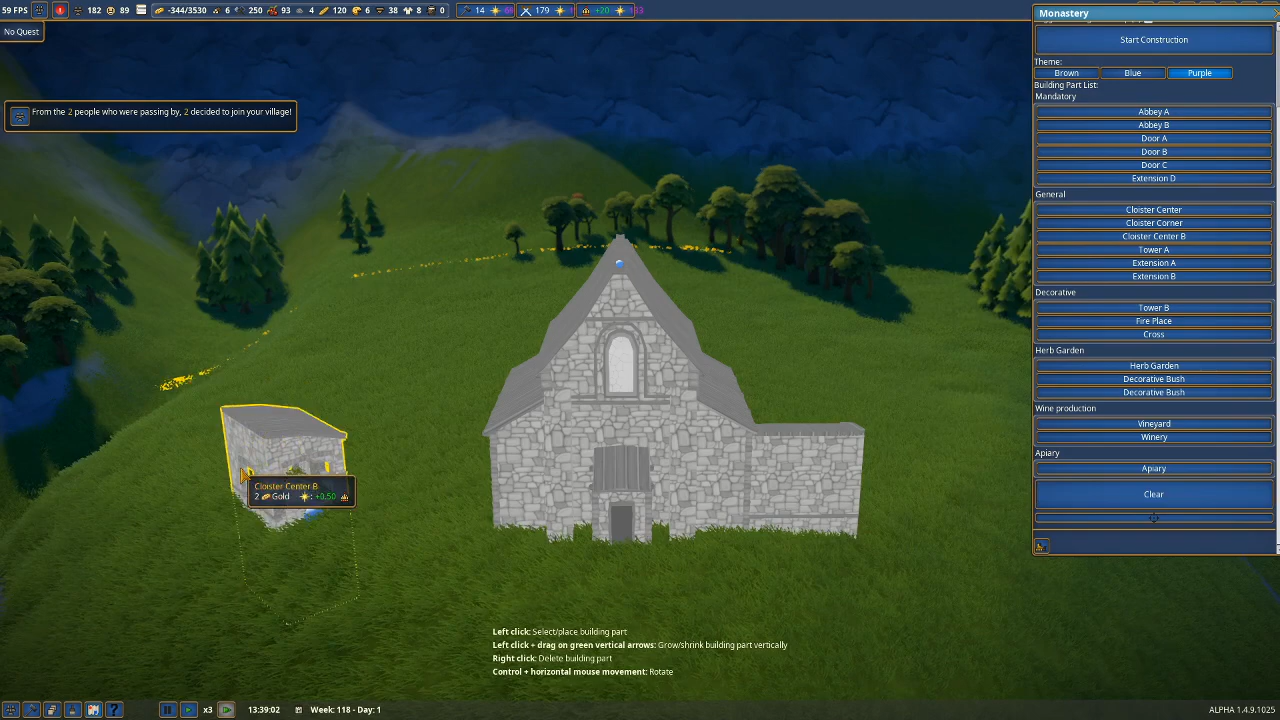 59 FPS 182 89 -344/3530 6 250 93 4 120 6 38 8 0 14 179 +20
Monastery
No Quest
Start Construction
Theme:
Brown Blue Purple
Building Part List:
Mandatory
From the 2 people who were passing by, 2 decided to join your village!
Abbey A
Abbey B
Door A
Door B
Door C
Extension D
General
Cloister Center
Cloister Corner
Cloister Center B
Tower A
Extension A
Extension B
Decorative
Tower B
Fire Place
Cross
Herb Garden
Herb Garden
Decorative Bush
Decorative Bush
Wine production
Vineyard
Winery
Apiary
Apiary
Clear
Cloister Center B
2 Gold : +0.50
Left click: Select/place building part
Left click + drag on green vertical arrows: Grow/shrink building part vertically
Right click: Delete building part
Control + horizontal mouse movement: Rotate
x3 13:39:02 Week: 118 - Day: 1 ALPHA 1.4.9.1025